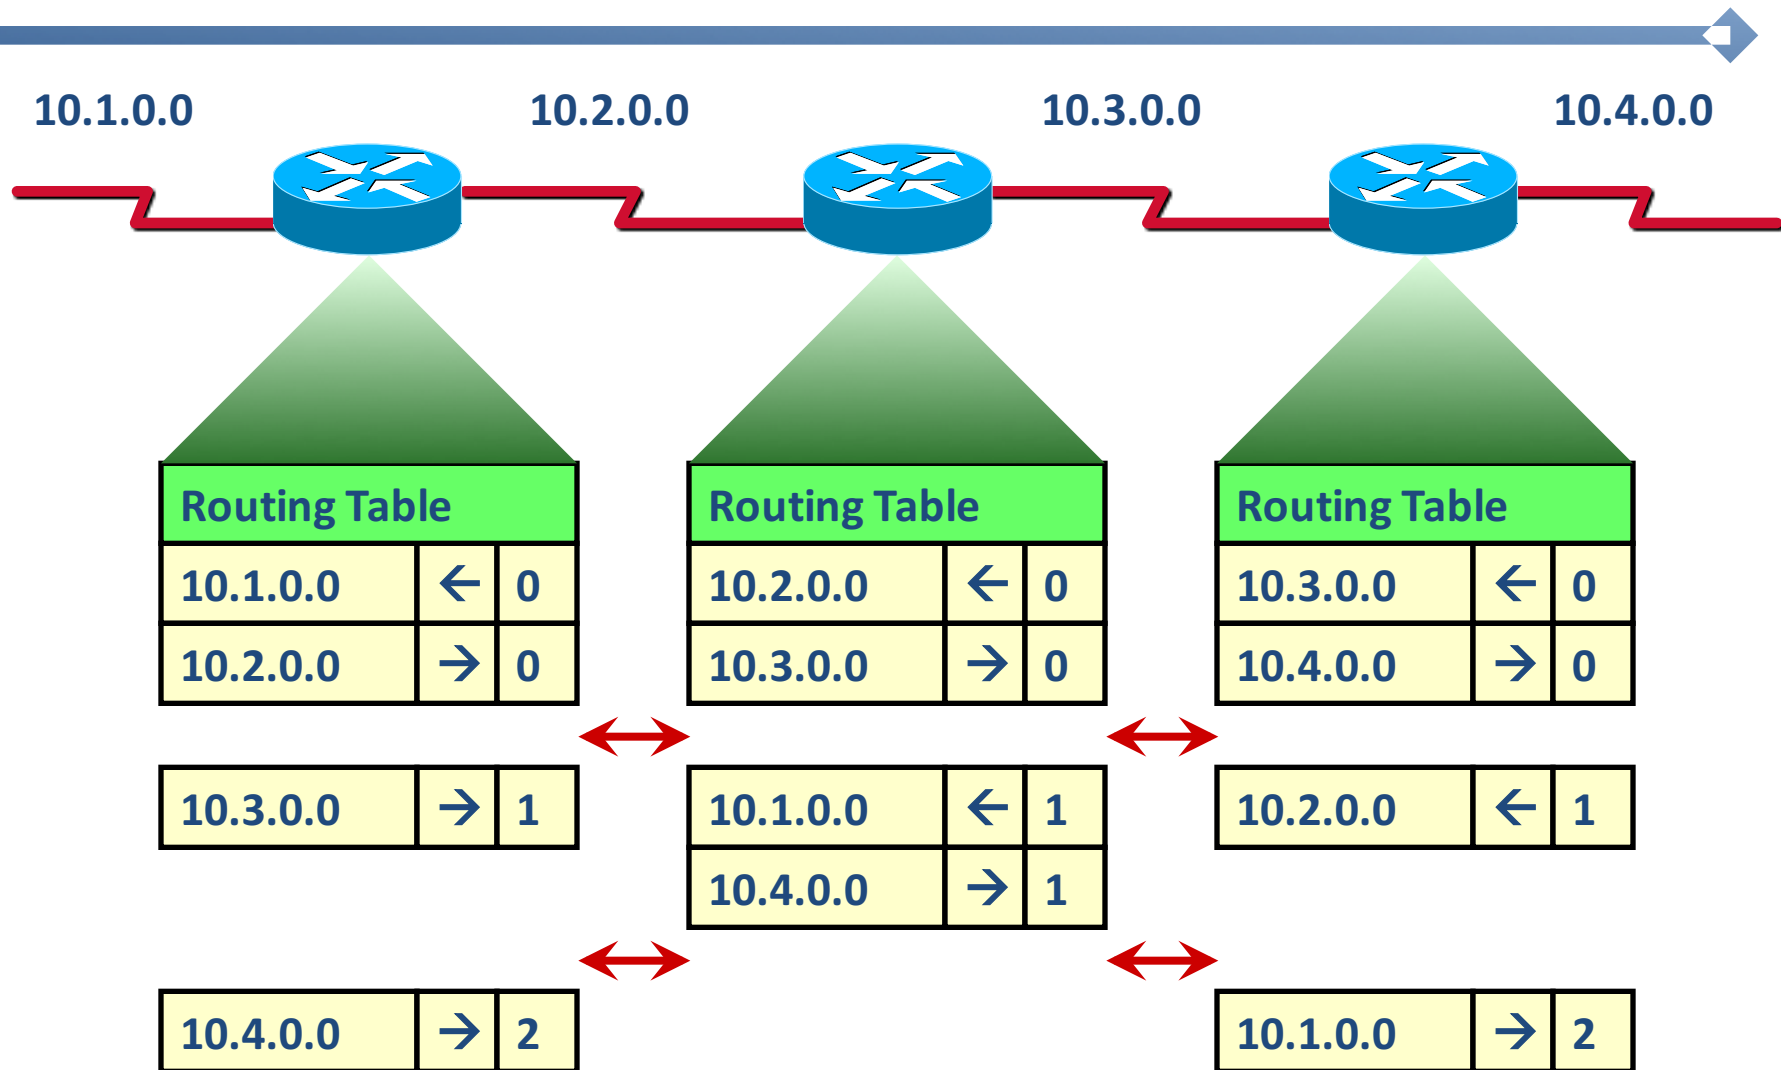 10.1.0.0 10.2.0.0 10.3.0.0 10.4.0.0
Routing Table Routing Table Routing Table
10.1.0.0 ← 0 10.2.0.0 ← 0 10.3.0.0 ← 0
10.2.0.0 → 0 10.3.0.0 → 0 10.4.0.0 → 0
10.3.0.0 → 1 10.1.0.0 ← 1 10.2.0.0 ← 1
10.4.0.0 → 1
10.4.0.0 → 2 10.1.0.0 → 2